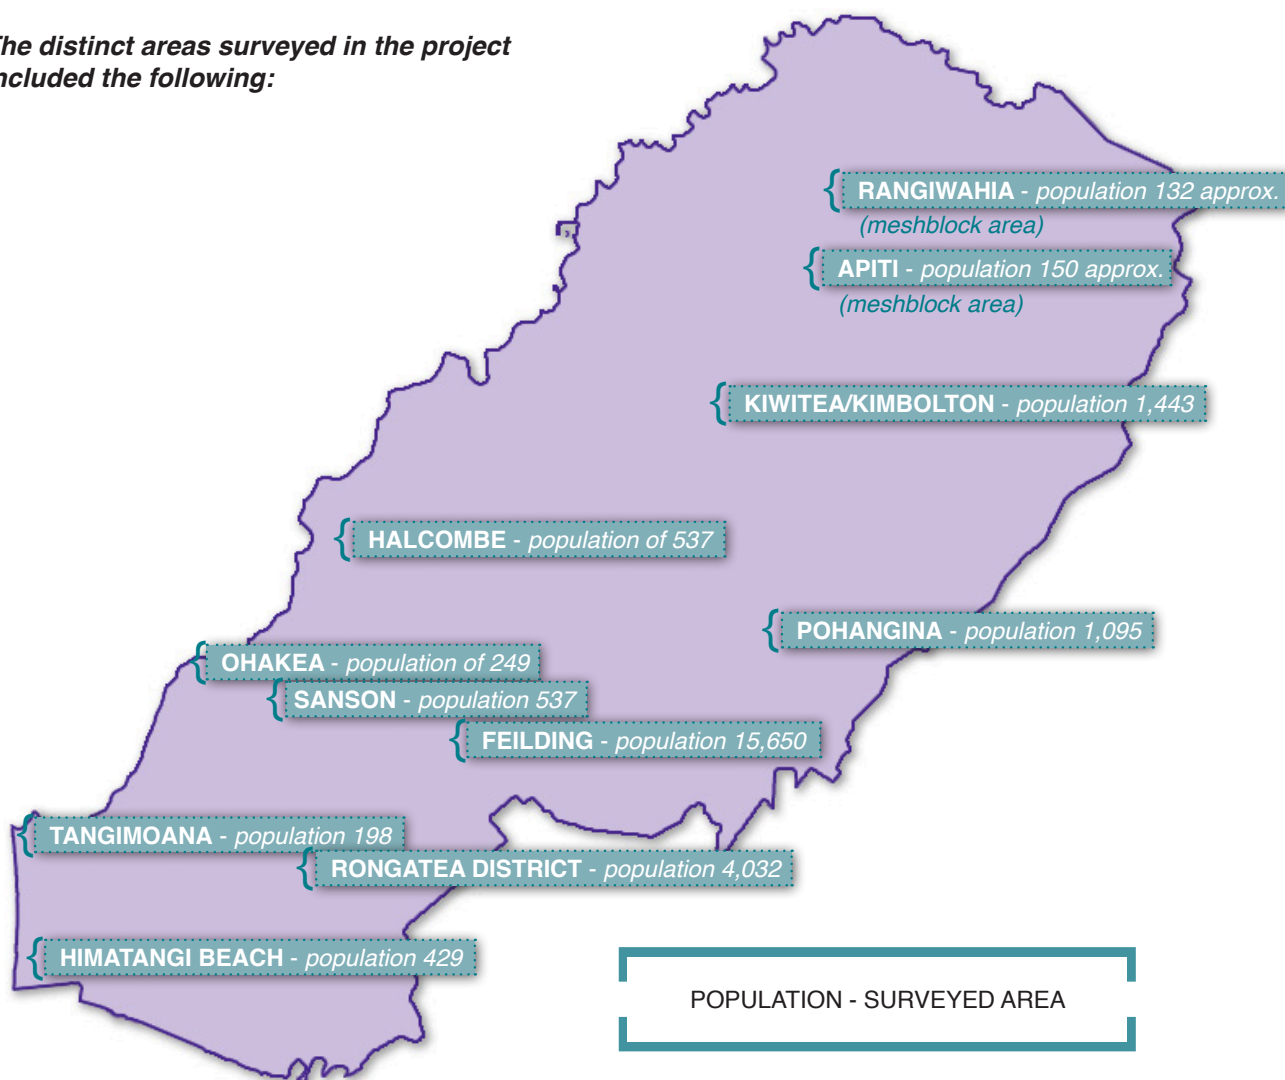 he distinct areas surveyed in the project
ncluded the following:
RANGIWAHIA - population 132 approx.
(meshblock area)
APITI - population 150 approx.
(meshblock area)
KIWITEA/KIMBOLTON - population 1,443
HALCOMBE - population of 537
POHANGINA - population 1,095
OHAKEA - population of 249
SANSON - population 537
FEILDING - population 15,650
TANGIMOANA - population 198
RONGATEA DISTRICT - population 4,032
HIMATANGI BEACH - population 429
POPULATION - SURVEYED AREA